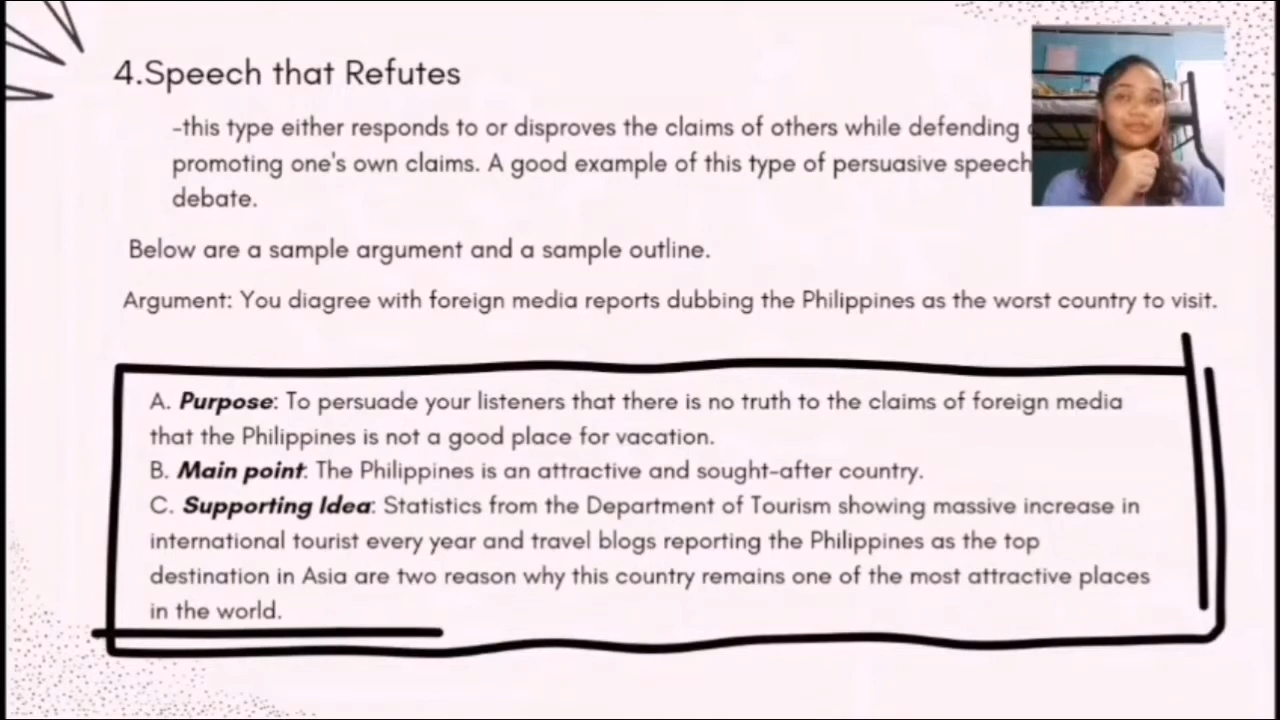 4.Speech that Refutes
-this type either responds to or disproves the claims of others while defending
promoting one's own claims. A good example of this type of persuasive speech
debate.
Below are a sample argument and a sample outline.
Argument: You diagree with foreign media reports dubbing the Philippines as the worst country to visit.
A. Purpose: To persuade your listeners that there is no truth to the claims of foreign media
that the Philippines is not a good place for vacation.
B. Main point: The Philippines is an attractive and sought-after country.
C. Supporting Idea: Statistics from the Department of Tourism showing massive increase in
international tourist every year and travel blogs reporting the Philippines as the top
destination in Asia are two reason why this country remains one of the most attractive places
in the world.